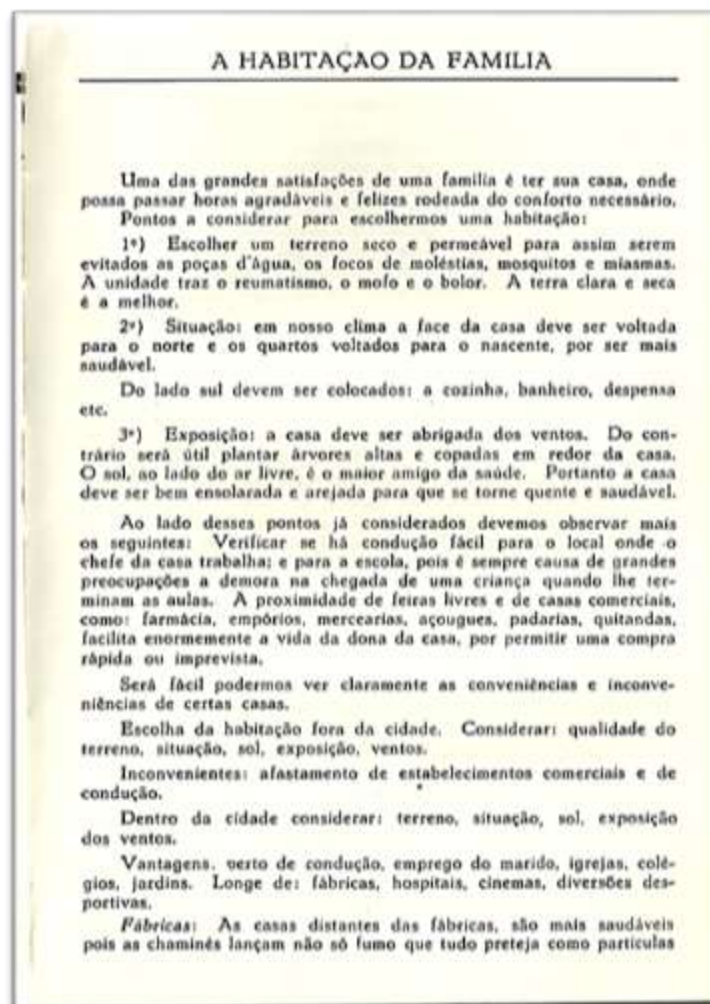 A HABITAÇAO DA FAMILIA
Uma das grandes satisfações de uma familia é ter sua casa, onde
possa passar horas agradáveis e felizes rodeada do conforto necessário.
Pontos a considerar para escolhermos uma habitação:
1º) Escolher um terreno seco e permeável para assim serem
evitados as poças d'água, os focos de moléstias, mosquitos e miasmas.
A unidade traz o reumatismo, o mofo e o bolor. A terra clara e seca
é a melhor.
2º) Situação: em nosso clima a face da casa deve ser voltada
para o norte e os quartos voltados para o nascente, por ser mais
saudável.
Do lado sul devem ser colocados: a cozinha, banheiro, despensa
etc.
3º) Exposição: a casa deve ser abrigada dos ventos. Do con-
trário será útil plantar árvores altas e copadas em redor da casa.
O sol, ao lado do ar livre, é o maior amigo da saúde. Portanto a casa
deve ser bem ensolarada e arejada para que se torne quente e saudável.
Ao lado desses pontos já considerados devemos observar mais
os seguintes: Verificar se há condução fácil para o local onde o
chefe da casa trabalha; e para a escola, pois é sempre causa de grandes
preocupações a demora na chegada de uma criança quando lhe ter-
minam as aulas. A proximidade de feiras livres e de casas comerciais,
como: farmácia, empórios, mercearias, açougues, padarias, quitandas,
facilita enormemente a vida da dona da casa, por permitir uma compra
rápida ou imprevista.
Será fácil podermos ver claramente as conveniências e inconve-
niências de certas casas.
Escolha da habitação fora da cidade. Considerar: qualidade do
terreno, situação, sol, exposição, ventos.
Inconvenientes: afastamento de estabelecimentos comerciais e de
condução.
Dentro da cidade considerar: terreno, situação, sol, exposição
dos ventos.
Vantagens. perto de condução, emprego do marido, igrejas, colé-
gios, jardins. Longe de: fábricas, hospitais, cinemas, diversões des-
portivas.
Fábricas: As casas distantes das fábricas, são mais saudáveis
pois as chaminés lançam não só fumo que tudo preteja como partículas